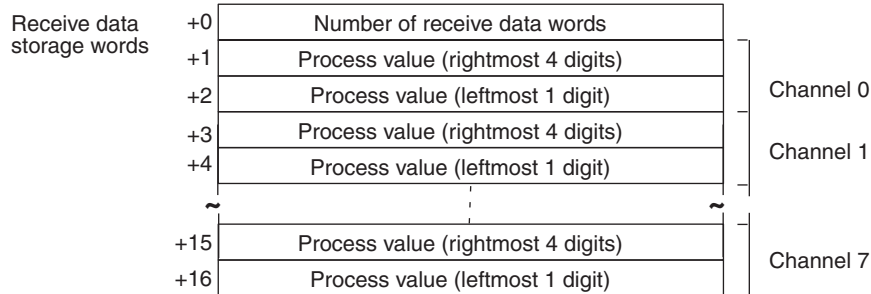 Receive data
storage words
+0 Number of receive data words
+1 Process value (rightmost 4 digits)
+2 Process value (leftmost 1 digit)
Channel 0
+3 Process value (rightmost 4 digits)
+4 Process value (leftmost 1 digit)
Channel 1
~ ~
+15 Process value (rightmost 4 digits)
+16 Process value (leftmost 1 digit)
Channel 7